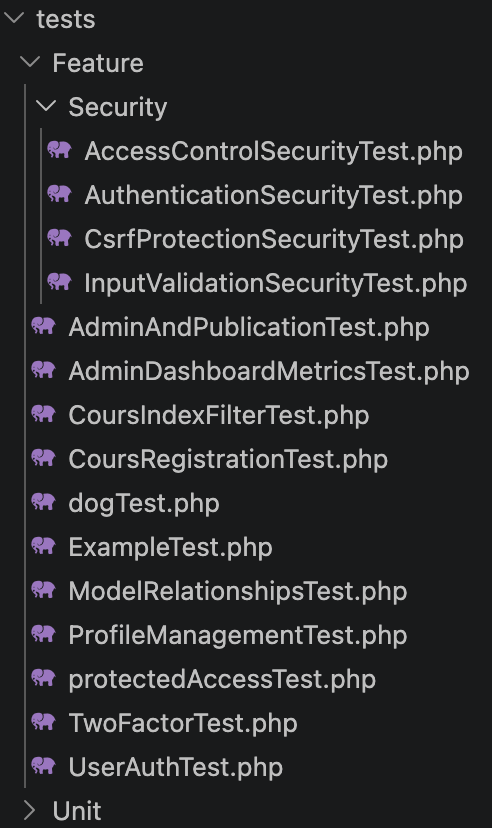 tests
Feature
Security
AccessControlSecurityTest.php
AuthenticationSecurityTest.php
CsrfProtectionSecurityTest.php
InputValidationSecurityTest.php
AdminAndPublicationTest.php
AdminDashboardMetricsTest.php
CoursIndexFilterTest.php
CoursRegistrationTest.php
dogTest.php
ExampleTest.php
ModelRelationshipsTest.php
ProfileManagementTest.php
protectedAccessTest.php
TwoFactorTest.php
UserAuthTest.php
Unit